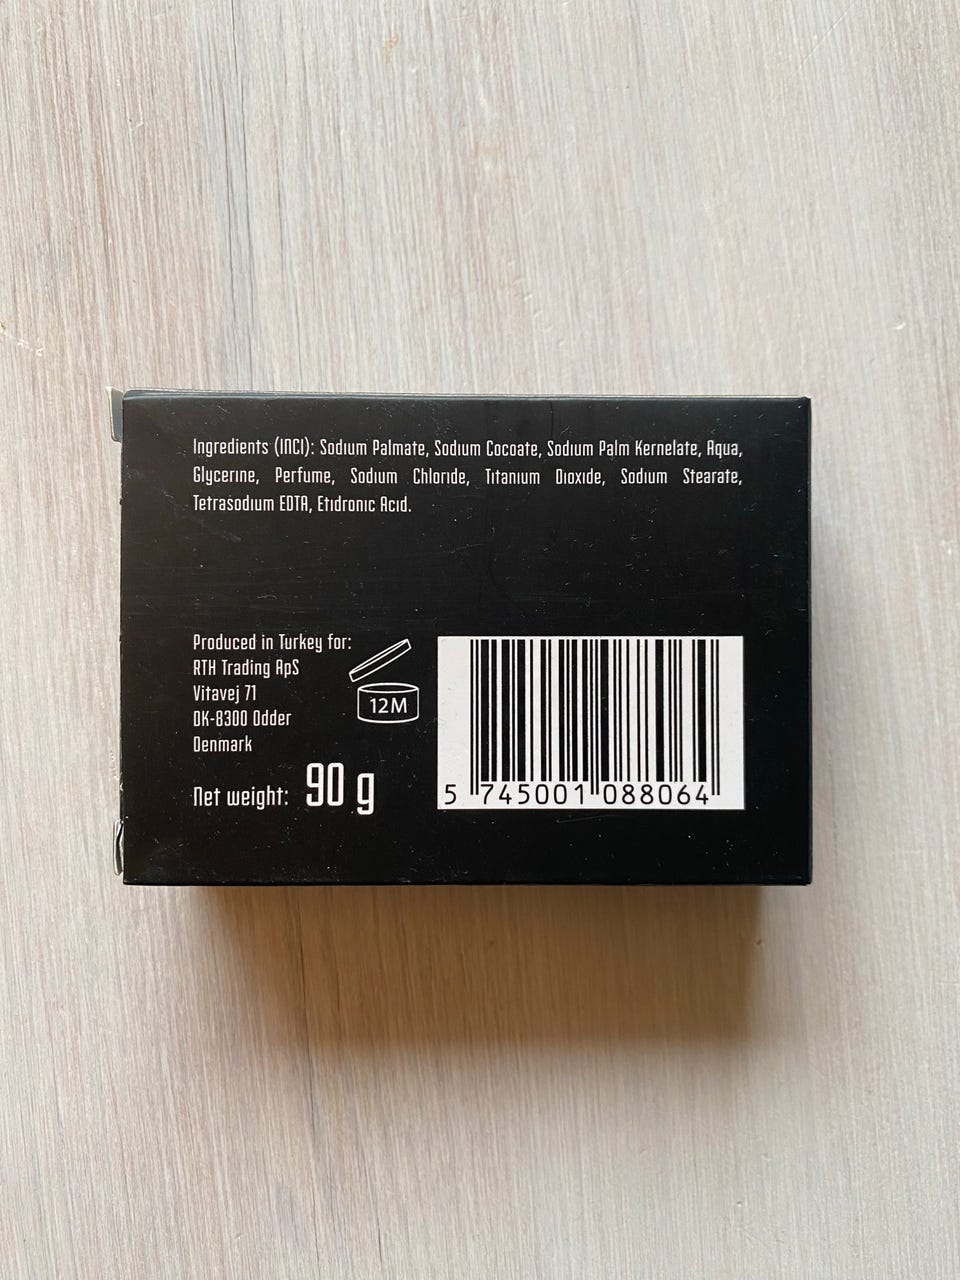 Ingredients (INCI): Sodium Palmate, Sodium Cocoate, Sodium Palm Kernelate, Aqua,
Glycerine, Perfume, Sodium Chloride, Titanium Dioxide, Sodium Stearate,
Tetrasodium EDTA, Etidronic Acid.
Produced in Turkey for:
RTH Trading ApS
Vitavej 71
DK-8300 Odder
Denmark
12M
Net weight: 90 g
5 745001 088064